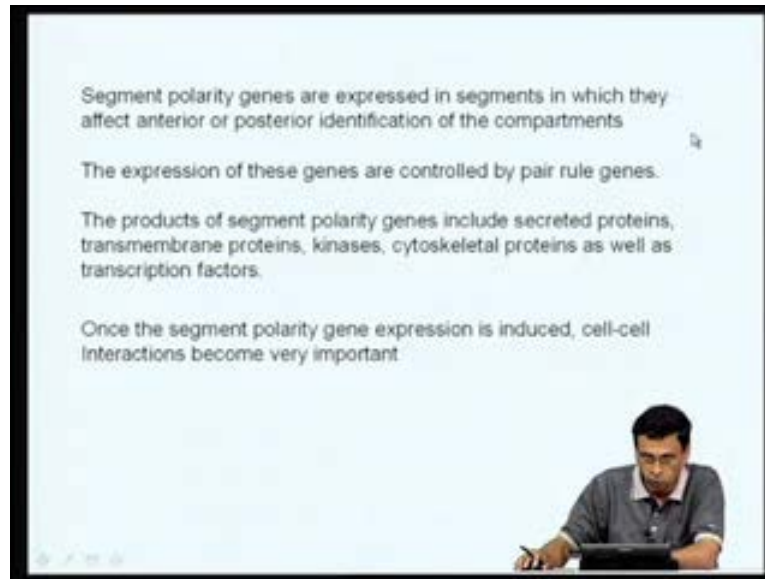 Segment polarity genes are expressed in segments in which they
affect anterior or posterior identification of the compartments
The expression of these genes are controlled by pair rule genes.
The products of segment polarity genes include secreted proteins,
transmembrane proteins, kinases, cytoskeletal proteins as well as
transcription factors.
Once the segment polarity gene expression is induced, cell-cell
Interactions become very important